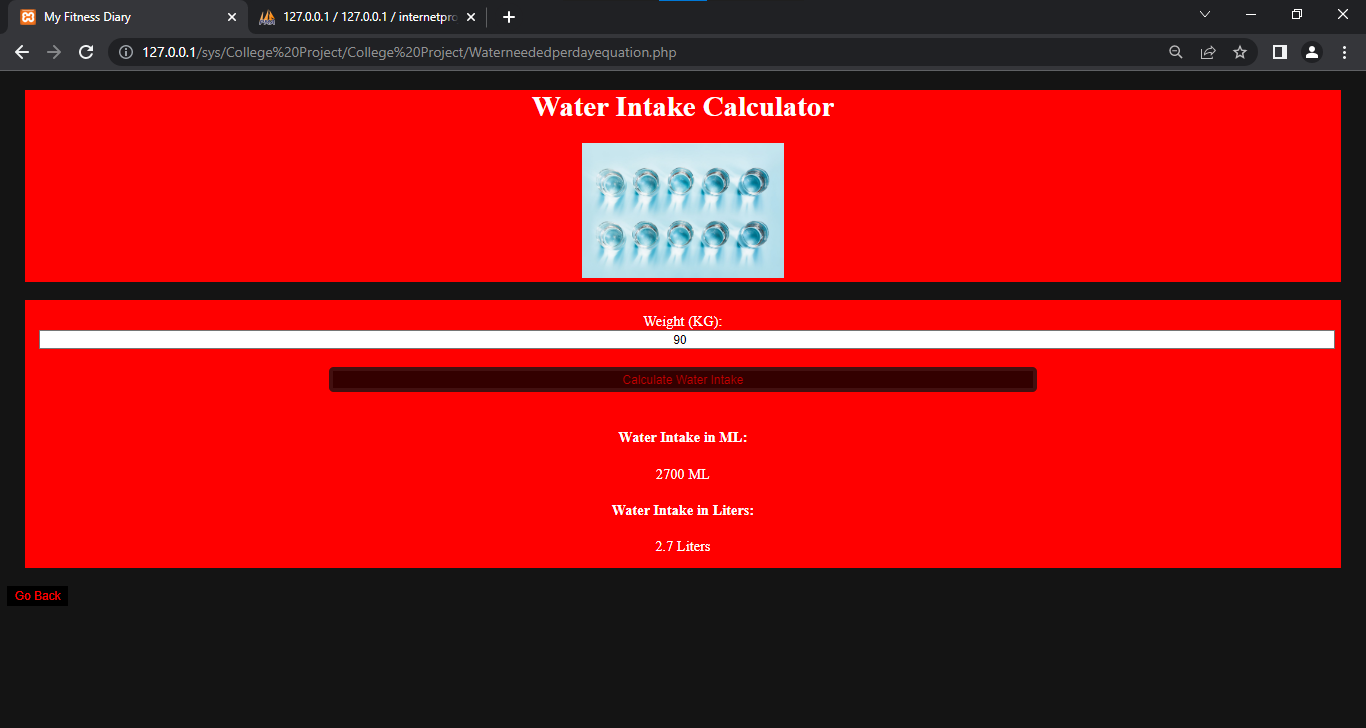 My Fitness Diary
127.0.0.1 / 127.0.0.1 / internetpro
127.0.0.1/sys/College%20Project/College%20Project/Waterneededperdayequation.php
Water Intake Calculator
Weight (KG):
90
Calculate Water Intake
Water Intake in ML:
2700 ML
Water Intake in Liters:
2.7 Liters
Go Back